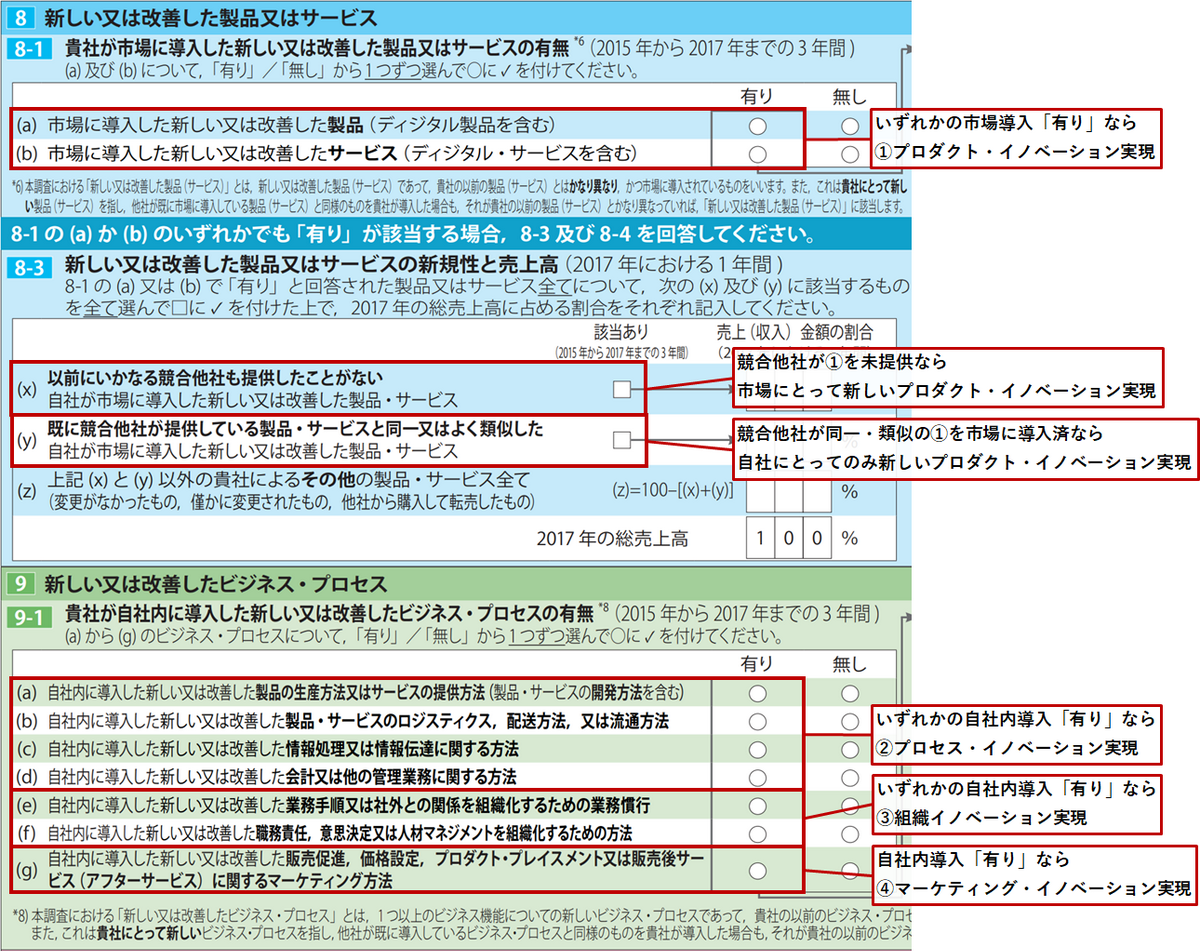 8 新しい又は改善した製品又はサービス
8-1 貴社が市場に導入した新しい又は改善した製品又はサービスの有無*6（2015年から2017年までの3年間）
(a)及び(b)について，「有り」／「無し」から1つずつ選んで○に✓を付けてください。
有り 無し
(a) 市場に導入した新しい又は改善した製品（ディジタル製品を含む）
(b) 市場に導入した新しい又は改善したサービス（ディジタル・サービスを含む）
いずれかの市場導入「有り」なら
①プロダクト・イノベーション実現
*6)本調査における「新しい又は改善した製品（サービス）」とは，新しい又は改善した製品（サービス）であって，貴社の以前の製品（サービス）とはかなり異なり，かつ市場に導入されているものをいいます。また，これは貴社にとって新し
い製品（サービス）を指し，他社が既に市場に導入している製品（サービス）と同様のものを貴社が導入した場合も，それが貴社の以前の製品（サービス）とかなり異なっていれば，「新しい又は改善した製品（サービス）」に該当します。
8-1の(a)か(b)のいずれかでも「有り」が該当する場合，8-3及び8-4を回答してください。
8-3 新しい又は改善した製品又はサービスの新規性と売上高（2017年における1年間）
8-1の(a)又は(b)で「有り」と回答された製品又はサービス全てについて，次の(x)及び(y)に該当するもの
を全て選んで□に✓を付けた上で，2017年の総売上高に占める割合をそれぞれ記入してください。
該当あり 売上（収入）金額の割合
（2015年から2017年までの3年間） （2
(x) 以前にいかなる競合他社も提供したことがない
自社が市場に導入した新しい又は改善した製品・サービス
競合他社が①を未提供なら
市場にとって新しいプロダクト・イノベーション実現
(y) 既に競合他社が提供している製品・サービスと同一又はよく類似した
自社が市場に導入した新しい又は改善した製品・サービス
競合他社が同一・類似の①を市場に導入済なら
自社にとってのみ新しいプロダクト・イノベーション実現
(z) 上記(x)と(y)以外の貴社によるその他の製品・サービス全て
（変更がなかったもの，僅かに変更されたもの，他社から購入して転売したもの）
(z)=100–[(x)+(y)] %
2017年の総売上高 1 0 0 %
9 新しい又は改善したビジネス・プロセス
9-1 貴社が自社内に導入した新しい又は改善したビジネス・プロセスの有無*8（2015年から2017年までの3年間）
(a)から(g)のビジネス・プロセスについて，「有り」／「無し」から1つずつ選んで○に✓を付けてください。
有り 無し
(a) 自社内に導入した新しい又は改善した製品の生産方法又はサービスの提供方法（製品・サービスの開発方法を含む）
(b) 自社内に導入した新しい又は改善した製品・サービスのロジスティクス，配送方法，又は流通方法
(c) 自社内に導入した新しい又は改善した情報処理又は情報伝達に関する方法
(d) 自社内に導入した新しい又は改善した会計又は他の管理業務に関する方法
いずれかの自社内導入「有り」なら
②プロセス・イノベーション実現
(e) 自社内に導入した新しい又は改善した業務手順又は社外との関係を組織化するための業務慣行
(f) 自社内に導入した新しい又は改善した職務責任，意思決定又は人材マネジメントを組織化するための方法
いずれかの自社内導入「有り」なら
③組織イノベーション実現
(g) 自社内に導入した新しい又は改善した販売促進，価格設定，プロダクト・プレイスメント又は販売後サー
ビス（アフターサービス）に関するマーケティング方法
自社内導入「有り」なら
④マーケティング・イノベーション実現
*8)本調査における「新しい又は改善したビジネス・プロセス」とは，1つ以上のビジネス機能についての新しいビジネス・プロセスであって，貴社の以前のビジネス・プロセ
また，これは貴社にとって新しいビジネス・プロセスを指し，他社が既に導入しているビジネス・プロセスと同様のものを貴社が導入した場合も，それが貴社の以前のビジネス